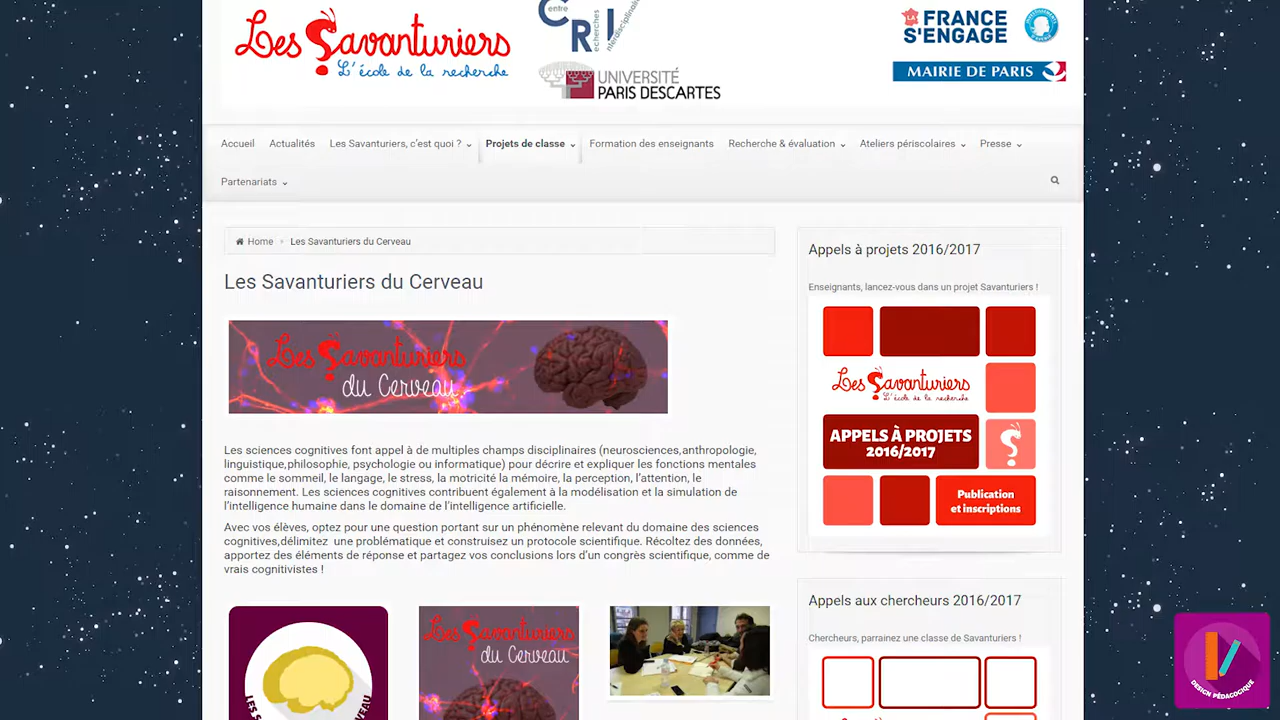 Les Savanturiers
L'école de la recherche
entre
CRI
echerches
nterdisciplinaire
UNIVERSITÉ
PARIS DESCARTES
LA
FRANCE
S'ENGAGE
MAIRIE DE PARIS
Accueil Actualités Les Savanturiers, c'est quoi ? Projets de classe Formation des enseignants Recherche & évaluation Ateliers périscolaires Presse
Partenariats
Home » Les Savanturiers du Cerveau
Les Savanturiers du Cerveau
Les Savanturiers
du Cerveau
Les sciences cognitives font appel à de multiples champs disciplinaires (neurosciences,anthropologie,
linguistique,philosophie, psychologie ou informatique) pour décrire et expliquer les fonctions mentales
comme le sommeil, le langage, le stress, la motricité la mémoire, la perception, l'attention, le
raisonnement. Les sciences cognitives contribuent également à la modélisation et la simulation de
l'intelligence humaine dans le domaine de l'intelligence artificielle.
Avec vos élèves, optez pour une question portant sur un phénomène relevant du domaine des sciences
cognitives,délimitez une problématique et construisez un protocole scientifique. Récoltez des données,
apportez des éléments de réponse et partagez vos conclusions lors d'un congrès scientifique, comme de
vrais cognitivistes !
Les Savanturiers
du Cerveau
Appels à projets 2016/2017
Enseignants, lancez-vous dans un projet Savanturiers !
Les Savanturiers
L'école de la recherche
APPELS À PROJETS
2016/2017
Publication
et inscriptions
Appels aux chercheurs 2016/2017
Chercheurs, parrainez une classe de Savanturiers !
DESIGN PÉDAGOGIQUE